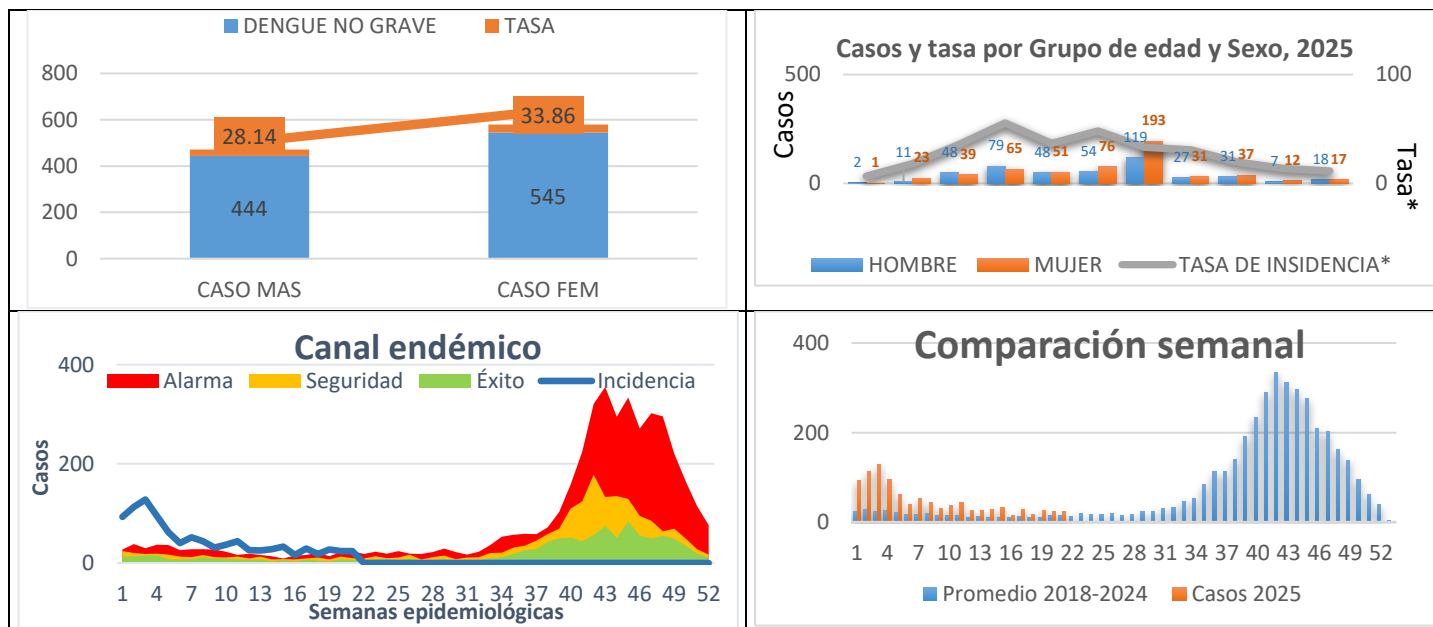 DENGUE NO GRAVE TASA
800
600
400
200
0
28.14
33.86
444
545
CASO MAS CASO FEM
Casos y tasa por Grupo de edad y Sexo, 2025
500
0
Casos
100
0
Tasa*
2 1 11 23 48 39 79 65 48 51 54 76 119 193 27 31 31 37 7 12 18 17
HOMBRE MUJER TASA DE INSIDENCIA*
Canal endémico
Alarma Seguridad Éxito Incidencia
400
200
0
Casos
1 4 7 10 13 16 19 22 25 28 31 34 37 40 43 46 49 52
Semanas epidemiológicas
Comparación semanal
400
200
0
1 4 7 10 13 16 19 22 25 28 31 34 37 40 43 46 49 52
Promedio 2018-2024 Casos 2025